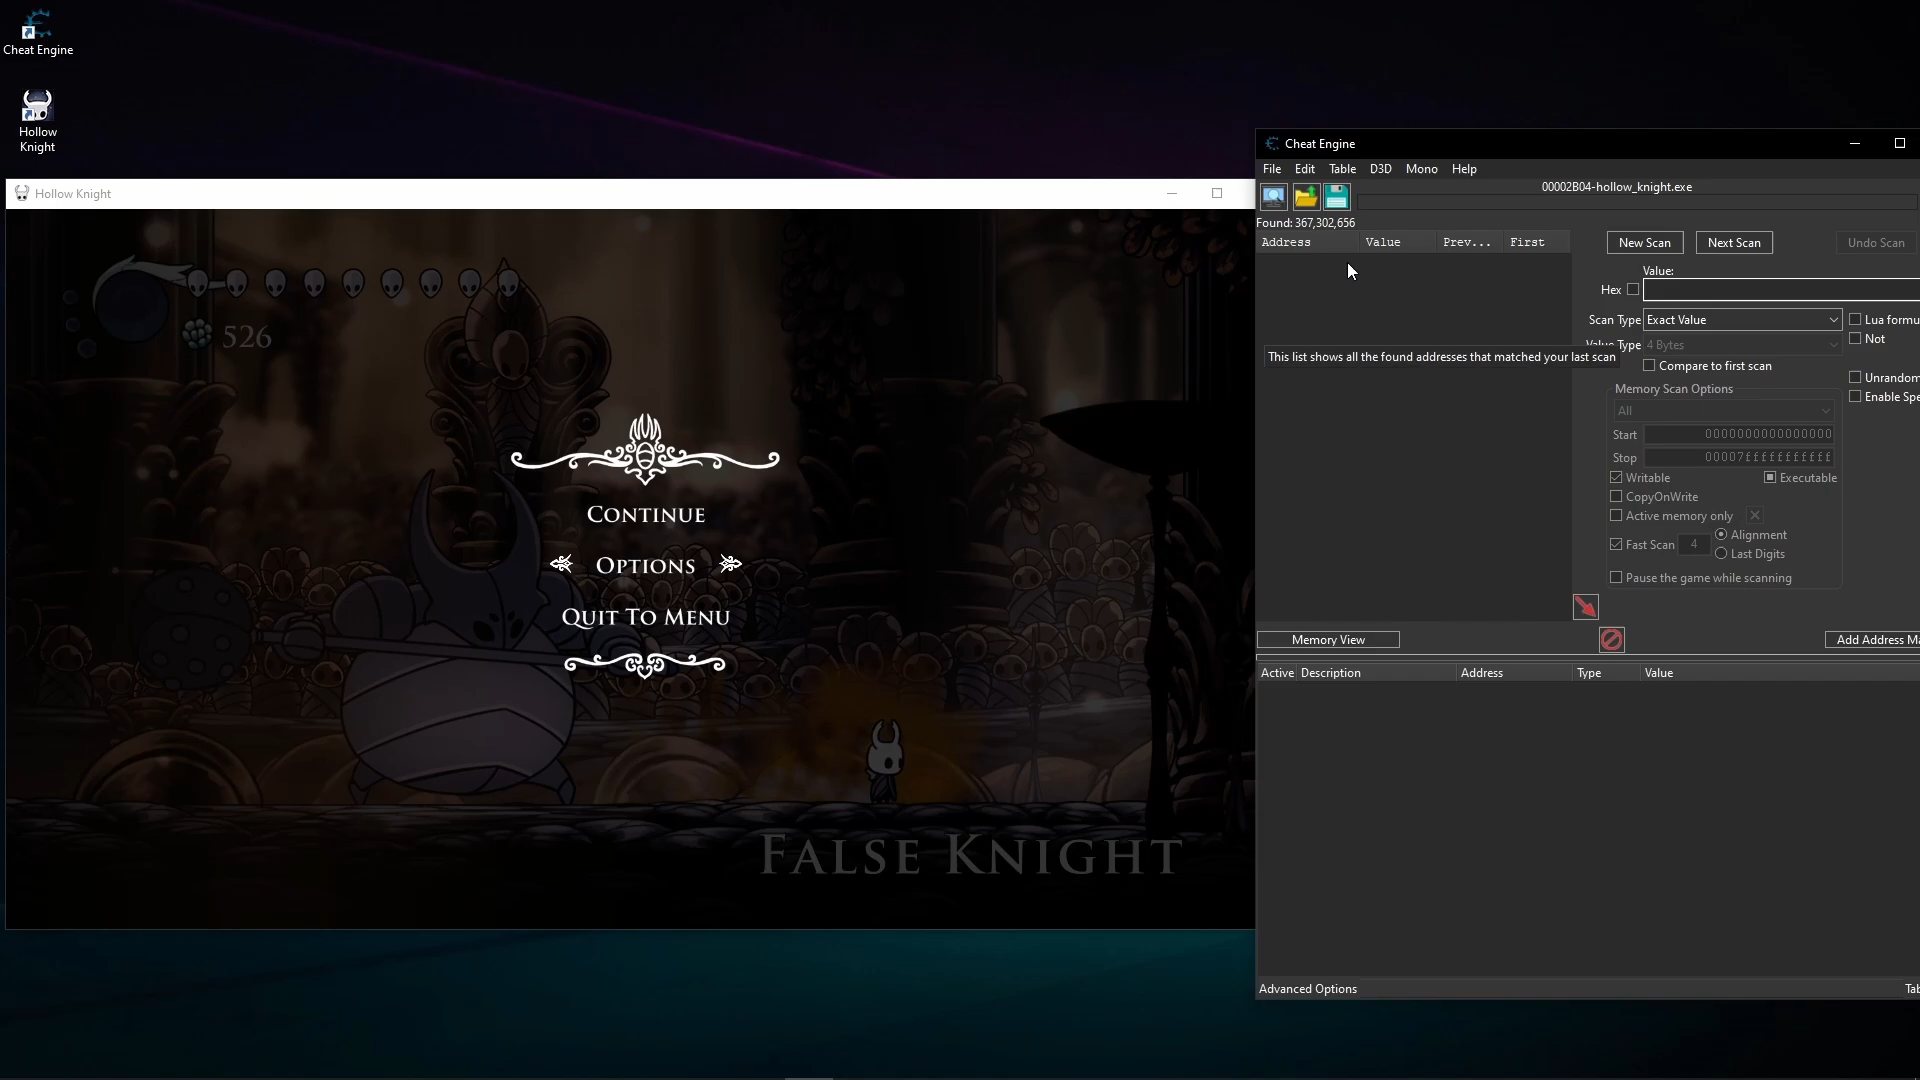 Cheat Engine
Hollow
Knight
Hollow Knight
526
CONTINUE
OPTIONS
QUIT TO MENU
FALSE KNIGHT
Cheat Engine
File Edit Table D3D Mono Help
00002B04-hollow_knight.exe
Found: 367,302,656
Address Value Prev... First
New Scan Next Scan Undo Scan
Value:
Hex
Scan Type Exact Value Lua formu
Value Type 4 Bytes Not
This list shows all the found addresses that matched your last scan
Compare to first scan
Unrandom
Memory Scan Options
Enable Spe
All
Start 0000000000000000
Stop 00007fffffffffff
Writable Executable
CopyOnWrite
Active memory only
Fast Scan 4 Alignment
Last Digits
Pause the game while scanning
Memory View Add Address Ma
Active Description Address Type Value
Advanced Options Tab